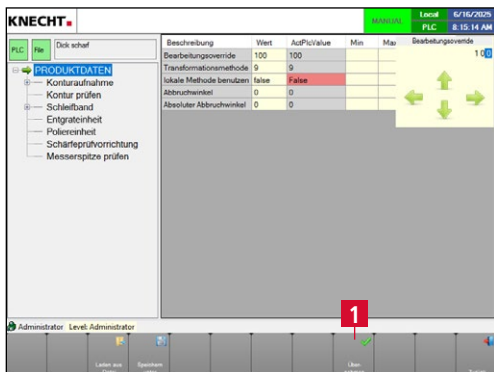 KNECHT
MANUAL
Local
6/16/2025
PLC
8:15:14 AM
PLC
File
Dick scharf
Beschreibung Wert ActPlcValue Min Max
Bearbeitungsoverride 100 100
Transformationsmethode 9 9
lokale Methode benutzen false False
Abbruchwinkel 0 0
Absoluter Abbruchwinkel 0 0
Bearbeitungsoverride
100
PRODUKTDATEN
Konturaufnahme
Kontur prüfen
Schleifband
Entgrateinheit
Poliereinheit
Schärfeprüfvorrichtung
Messerspitze prüfen
1
Administrator Level: Administrator
Laden aus
Speichern
Über-